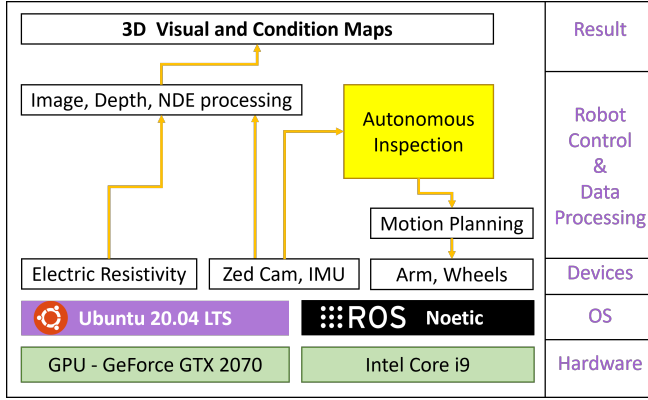 3D Visual and Condition Maps
Result
Image, Depth, NDE processing
Autonomous
Inspection
Motion Planning
Robot
Control
&
Data
Processing
Electric Resistivity
Zed Cam, IMU
Arm, Wheels
Devices
Ubuntu 20.04 LTS
ROS Noetic
OS
GPU - GeForce GTX 2070
Intel Core i9
Hardware